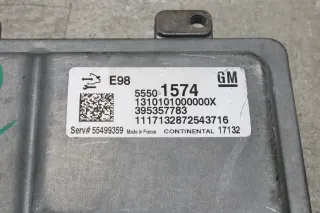 E98
GM
5550 1574
1310101000000X
395357783
1117132872543716
Serv# 55499359 Made in France CONTINENTAL 17132